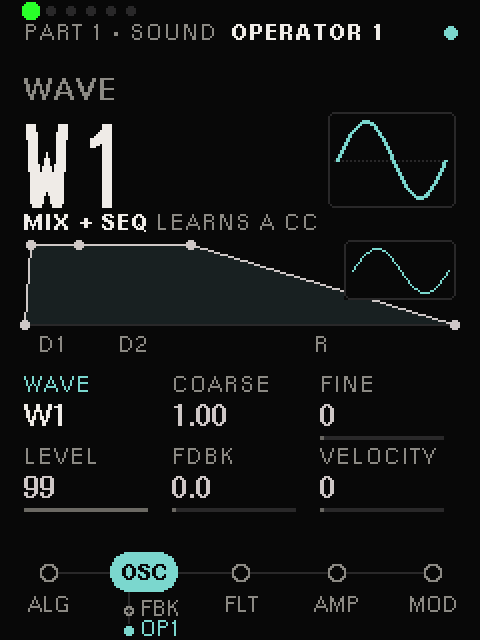 PART 1 · SOUND OPERATOR 1
WAVE
W1
MIX + SEQ LEARNS A CC
D1 D2 R
WAVE COARSE FINE
W1 1.00 0
LEVEL FDBK VELOCITY
99 0.0 0
OSC
ALG FBK FLT AMP MOD
OP1